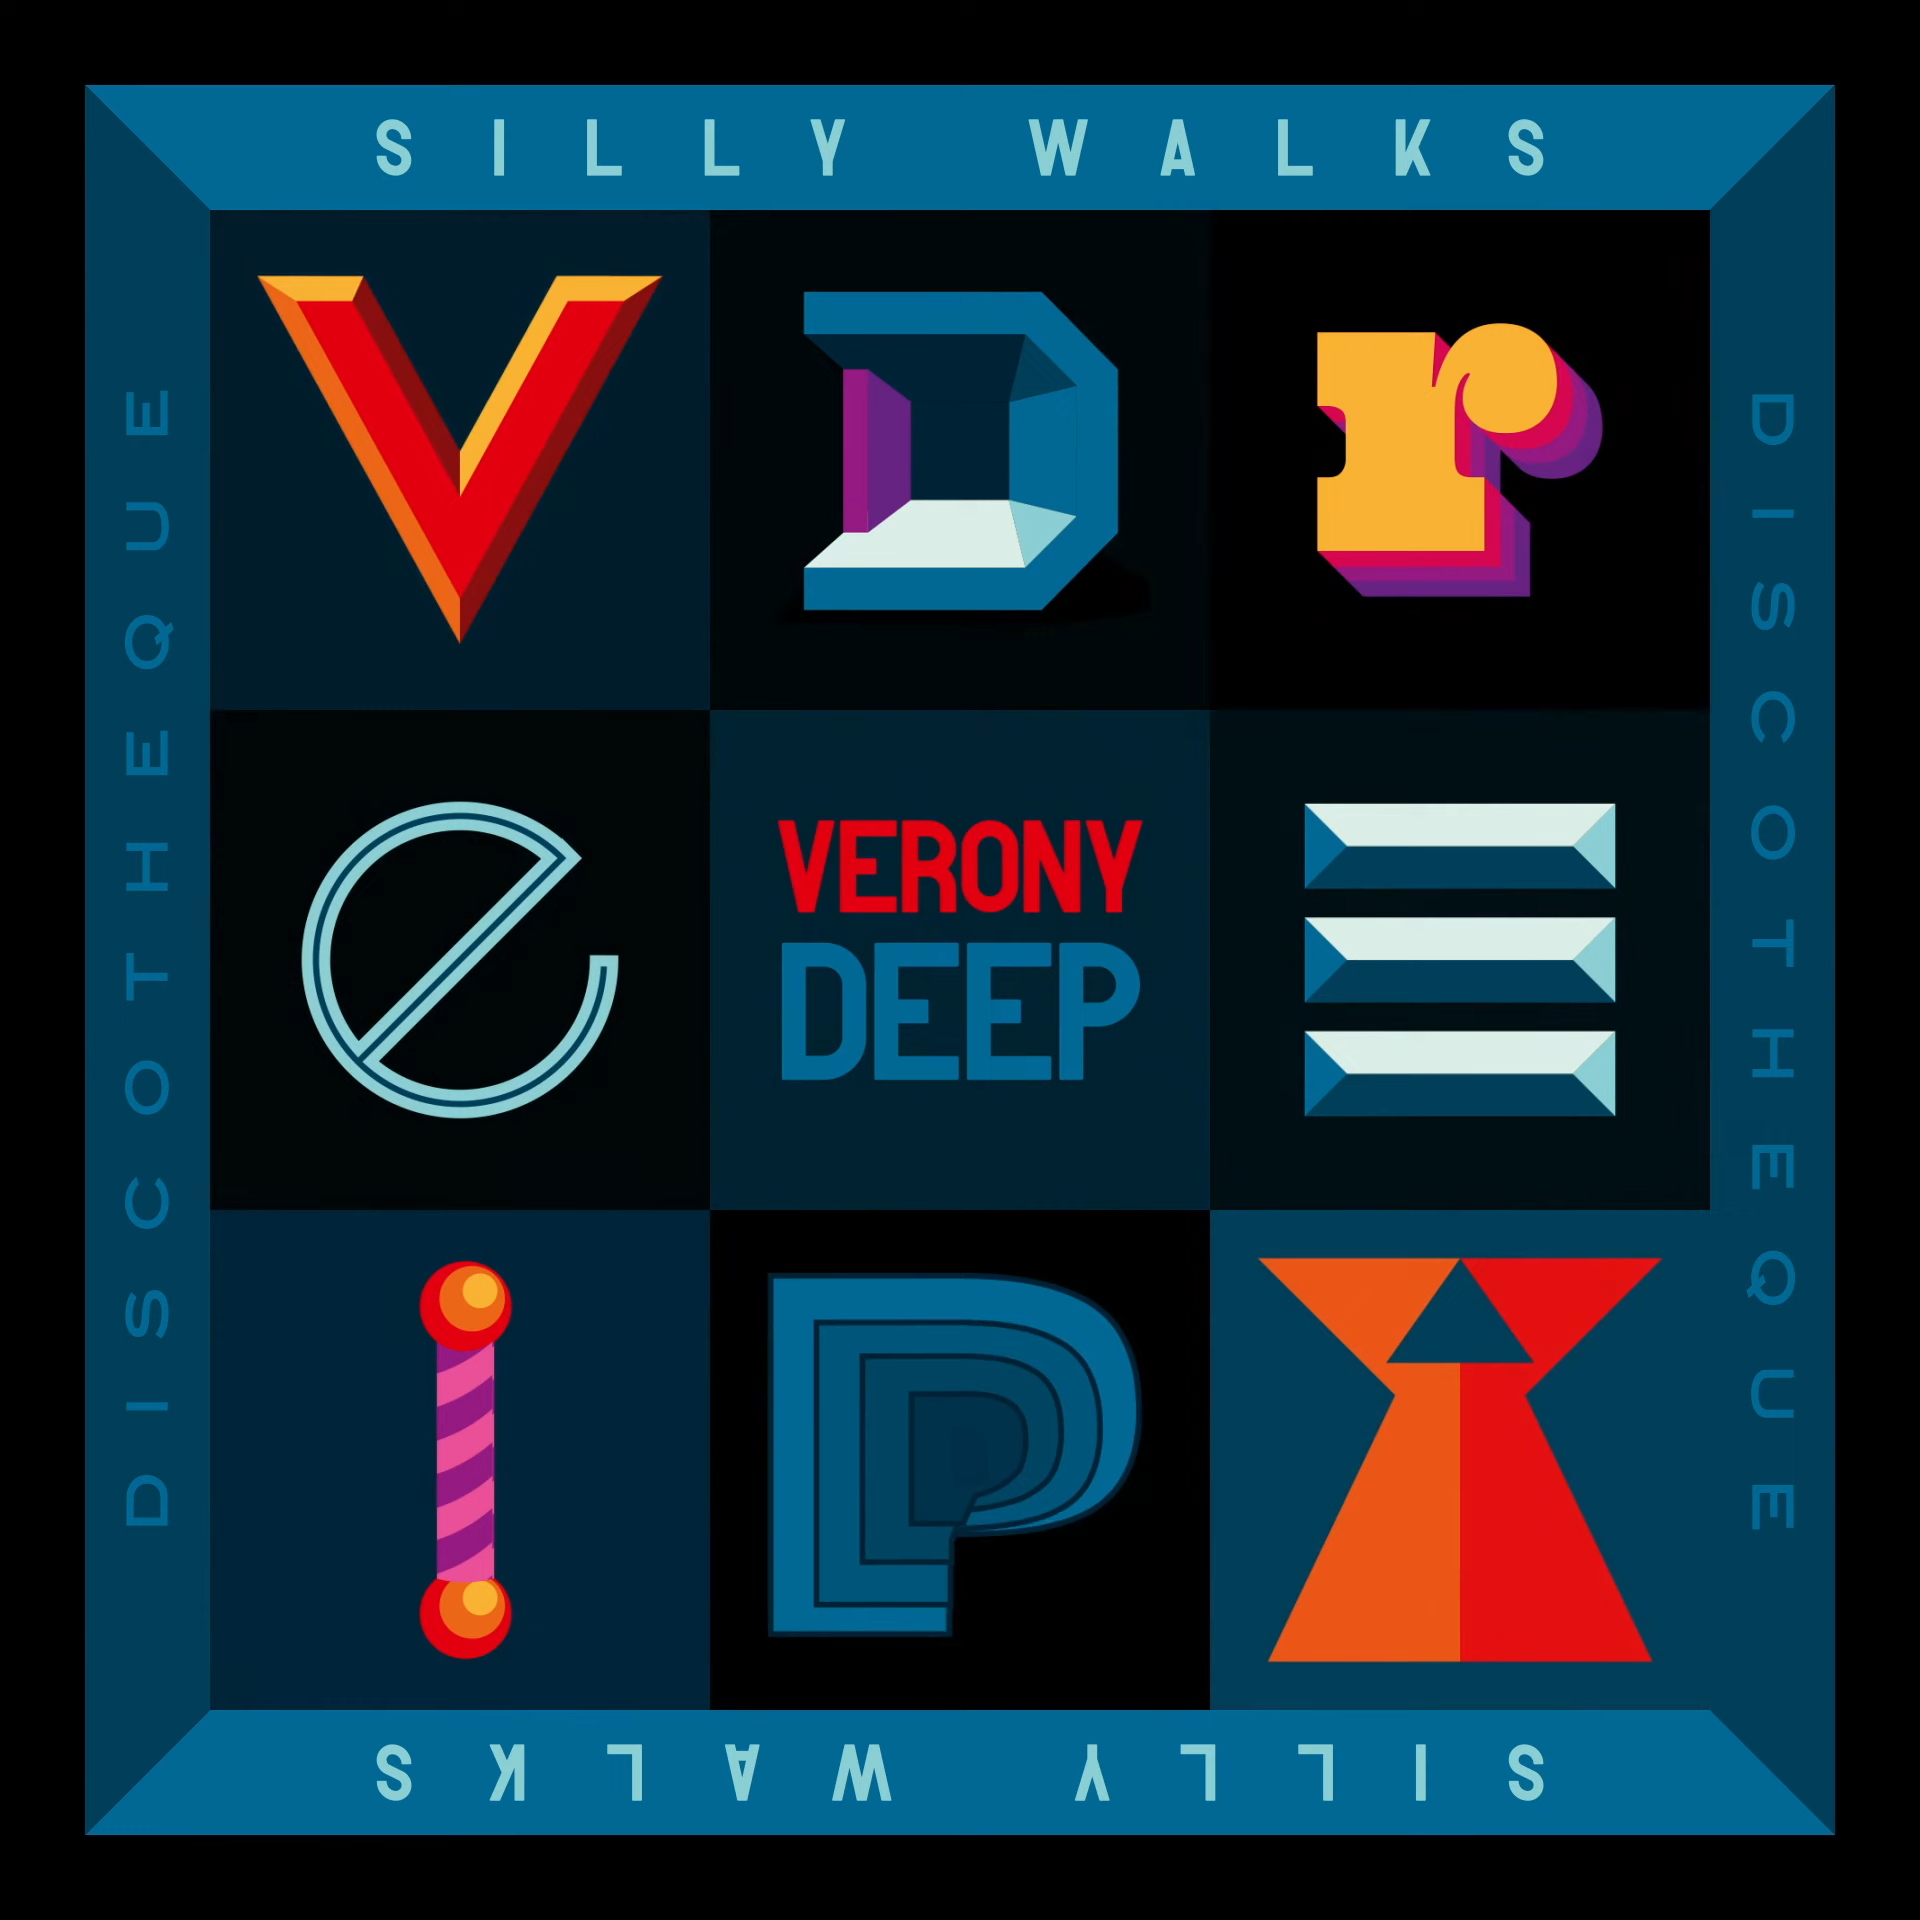 SILLY WALKS
DISCOTHEQUE
V D r
e
VERONY
DEEP
E
I P
DISCOTHEQUE
SILLY WALKS